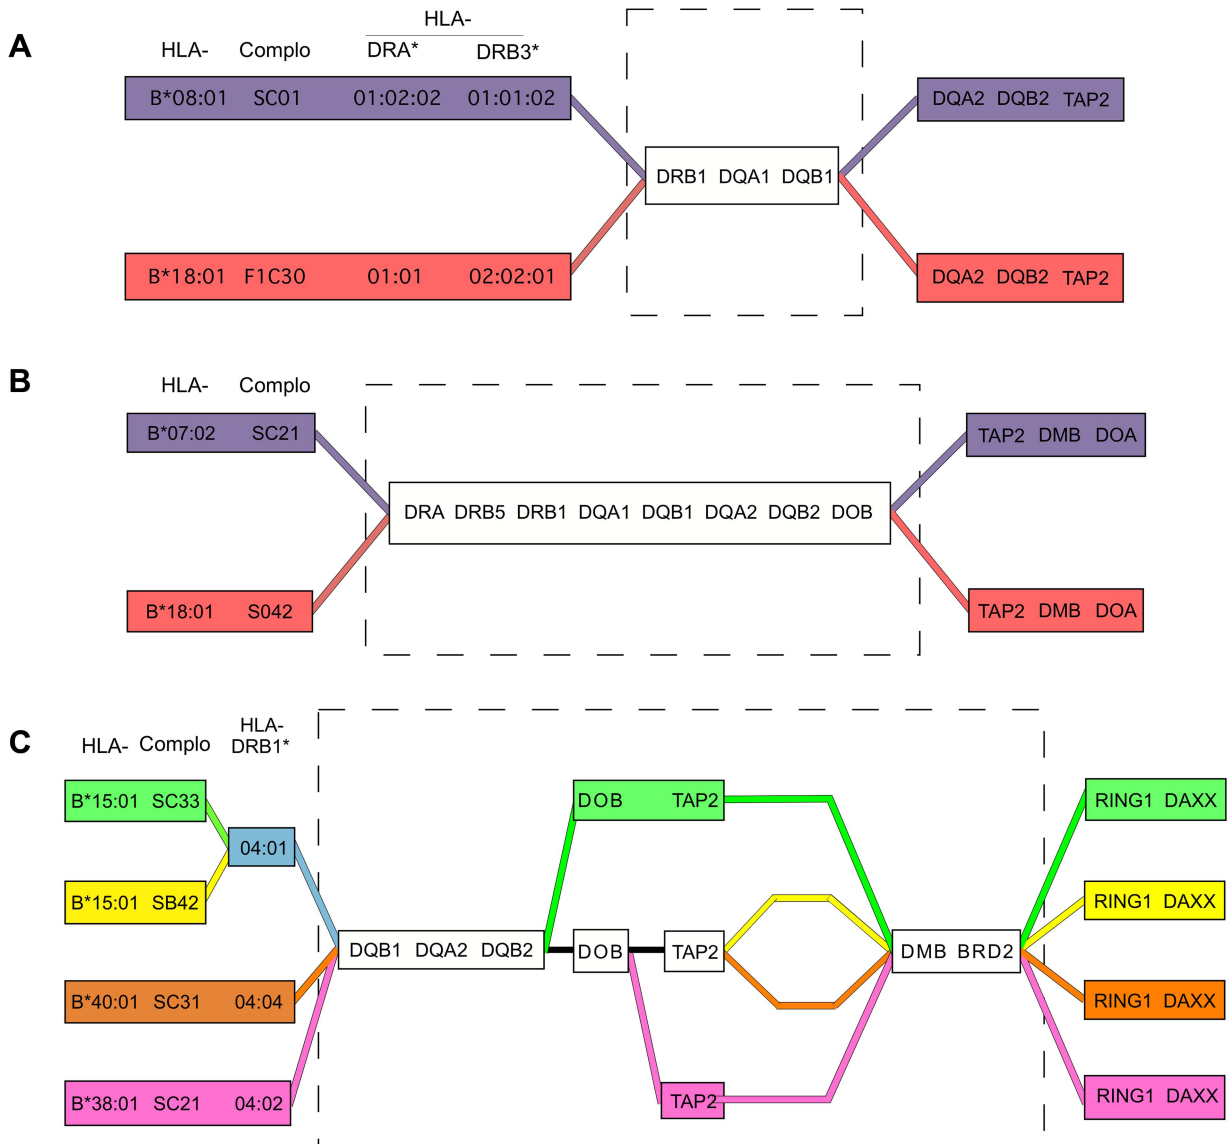 A
HLA-
HLA- Complo DRA* DRB3*
B*08:01 SC01 01:02:02 01:01:02
DQA2 DQB2 TAP2
DRB1 DQA1 DQB1
B*18:01 F1C30 01:01 02:02:01
DQA2 DQB2 TAP2
B
HLA- Complo
B*07:02 SC21
TAP2 DMB DOA
DRA DRB5 DRB1 DQA1 DQB1 DQA2 DQB2 DOB
B*18:01 S042
TAP2 DMB DOA
C
HLA-
HLA- Complo DRB1*
B*15:01 SC33
DOB TAP2
RING1 DAXX
04:01
B*15:01 SB42
RING1 DAXX
DQB1 DQA2 DQB2
DOB
TAP2
DMB BRD2
B*40:01 SC31 04:04
RING1 DAXX
B*38:01 SC21 04:02
TAP2
RING1 DAXX